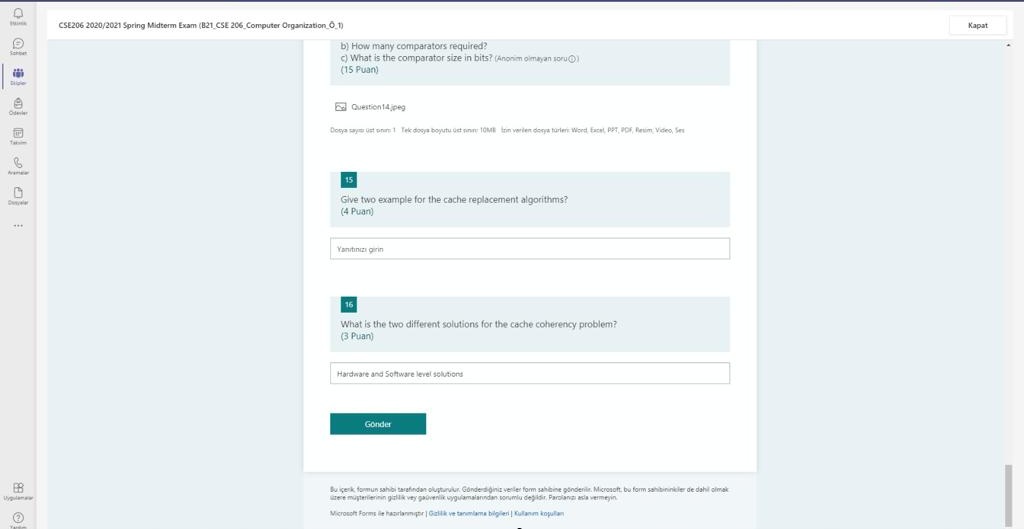 CSE206 2020/2021 Spring Midterm Exam (B21_CSE 206_Computer Organization_Ö_1)
Kapat
Etkinlik
Sohbet
Ekipler
Ödevler
Takvim
Aramalar
Dosyalar
...
Uygulamalar
Yardım
b) How many comparators required?
c) What is the comparator size in bits? (Anonim olmayan soru)
(15 Puan)
Question14.jpeg
Dosya sayısı üst sınırı: 1 Tek dosya boyutu üst sınırı: 10MB İzin verilen dosya türleri: Word, Excel, PPT, PDF, Resim, Video, Ses
15
Give two example for the cache replacement algorithms?
(4 Puan)
Yanıtınızı girin
16
What is the two different solutions for the cache coherency problem?
(3 Puan)
Hardware and Software level solutions
Gönder
Bu içerik, formun sahibi tarafından oluşturulur. Gönderdiğiniz veriler form sahibine gönderilir. Microsoft, bu form sahibininkiler de dahil olmak
üzere müşterilerinin gizlilik vey gaüvenlik uygulamalarından sorumlu değildir. Parolanızı asla vermeyin.
Microsoft Forms ile hazırlanmıştır | Gizlilik ve tanımlama bilgileri | Kullanım koşulları